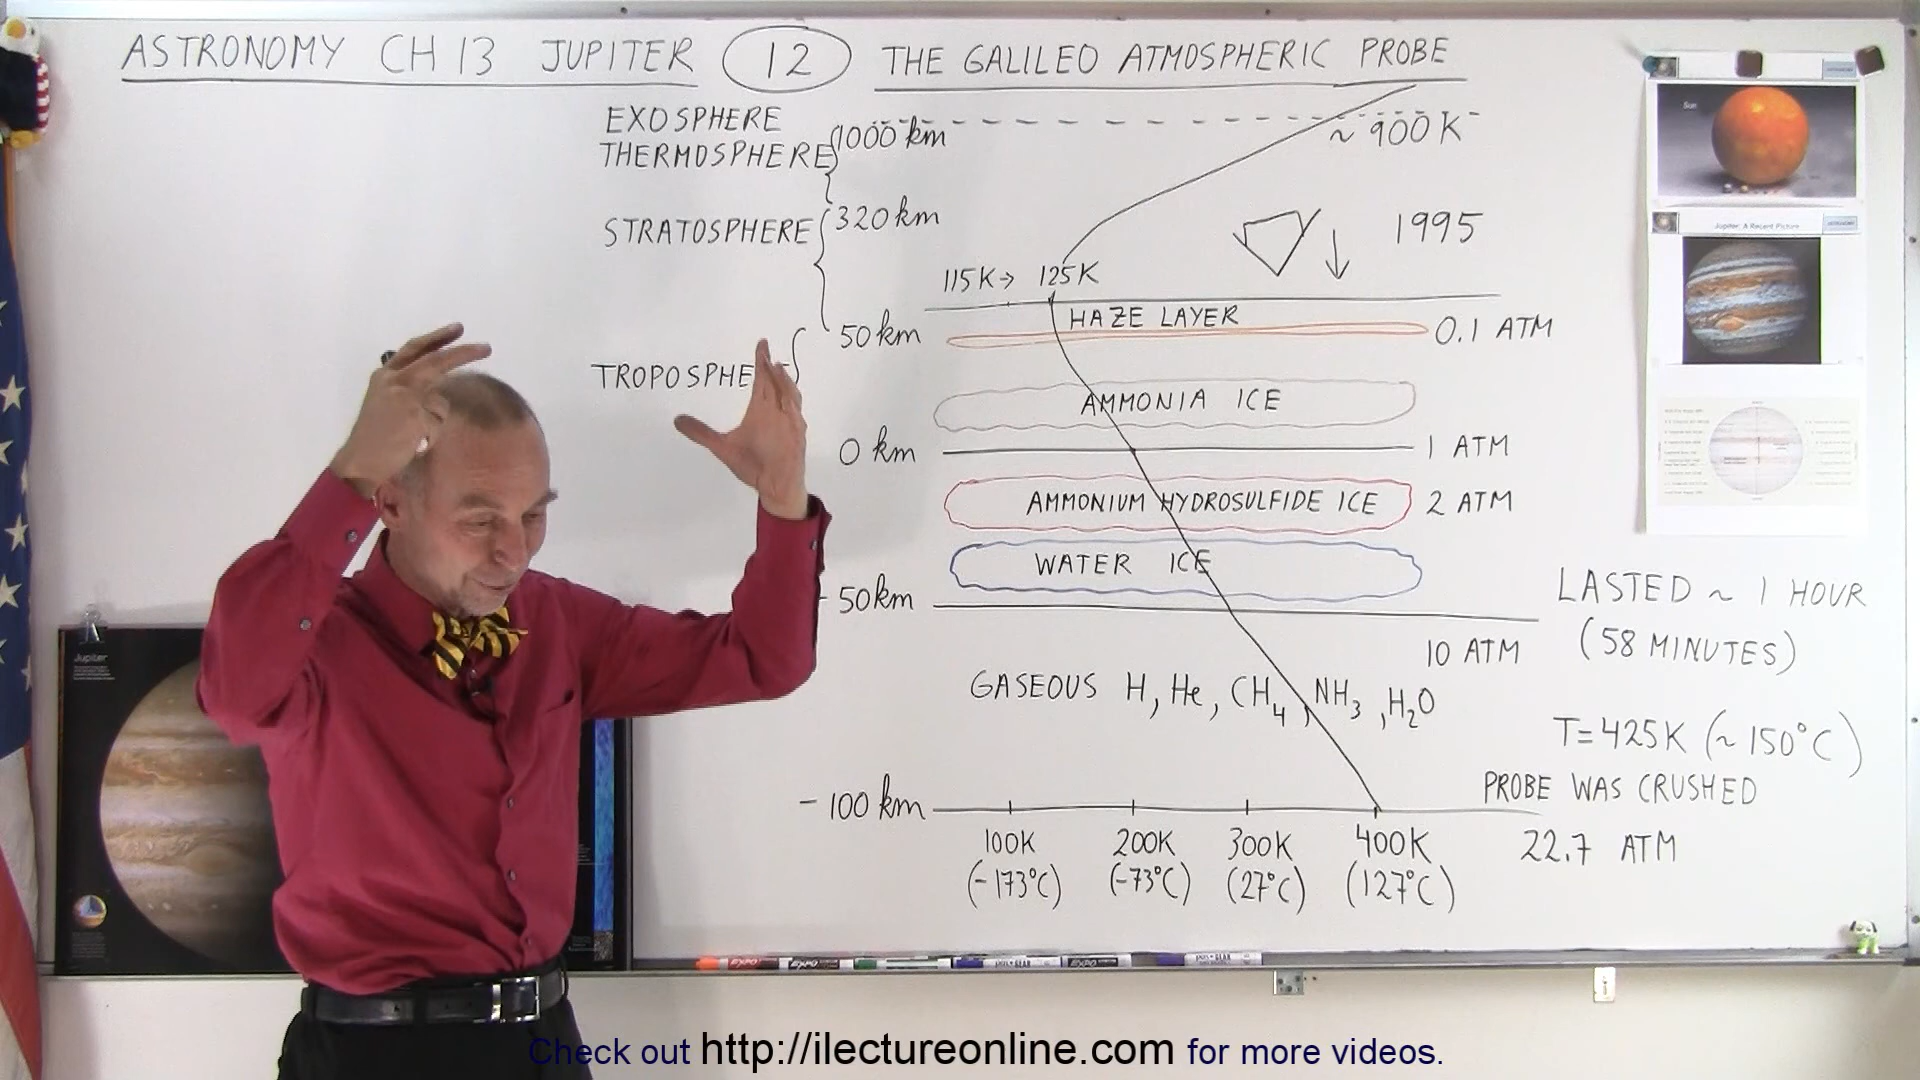 ASTRONOMY CH 13 JUPITER 12 THE GALILEO ATMOSPHERIC PROBE
EXOSPHERE
THERMOSPHERE
1000 km
~ 900 K
STRATOSPHERE
320 km
1995
115K → 125K
HAZE LAYER
50 km
0.1 ATM
TROPOSPHE
AMMONIA ICE
0 km
1 ATM
AMMONIUM HYDROSULFIDE ICE
2 ATM
WATER ICE
- 50 km
10 ATM
GASEOUS H, He, CH4, NH3, H2O
- 100 km
100K 200K 300K 400K
(-173°C) (-73°C) (27°C) (127°C)
LASTED ~ 1 HOUR
(58 MINUTES)
T=425K (~150°C)
PROBE WAS CRUSHED
22.7 ATM
Sun
Jupiter: A Recent Picture
Jupiter
EXPO
EXPO
EXPO
Check out http://ilectureonline.com for more videos.